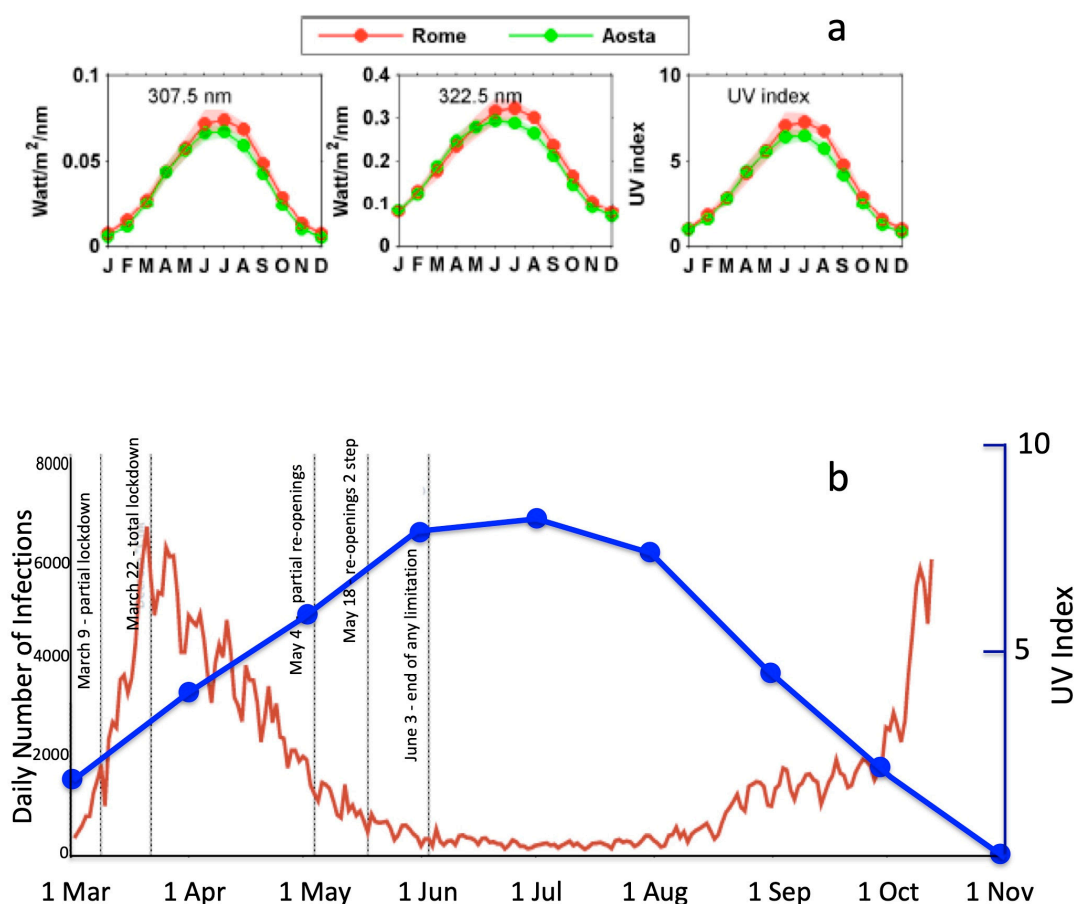 Rome Aosta
a
0.1
0.05
0
Watt/m²/nm
307.5 nm
J F M A M J J A S O N D
0.4
0.3
0.2
0.1
0
Watt/m²/nm
322.5 nm
J F M A M J J A S O N D
10
5
0
UV index
UV index
J F M A M J J A S O N D
b
8000
6000
4000
2000
0
Daily Number of Infections
March 9 - partial lockdown
March 22 - total lockdown
May 4 partial re-openings
May 18 re-openings 2 step
June 3 - end of any limitation
10
5
UV Index
1 Mar 1 Apr 1 May 1 Jun 1 Jul 1 Aug 1 Sep 1 Oct 1 Nov